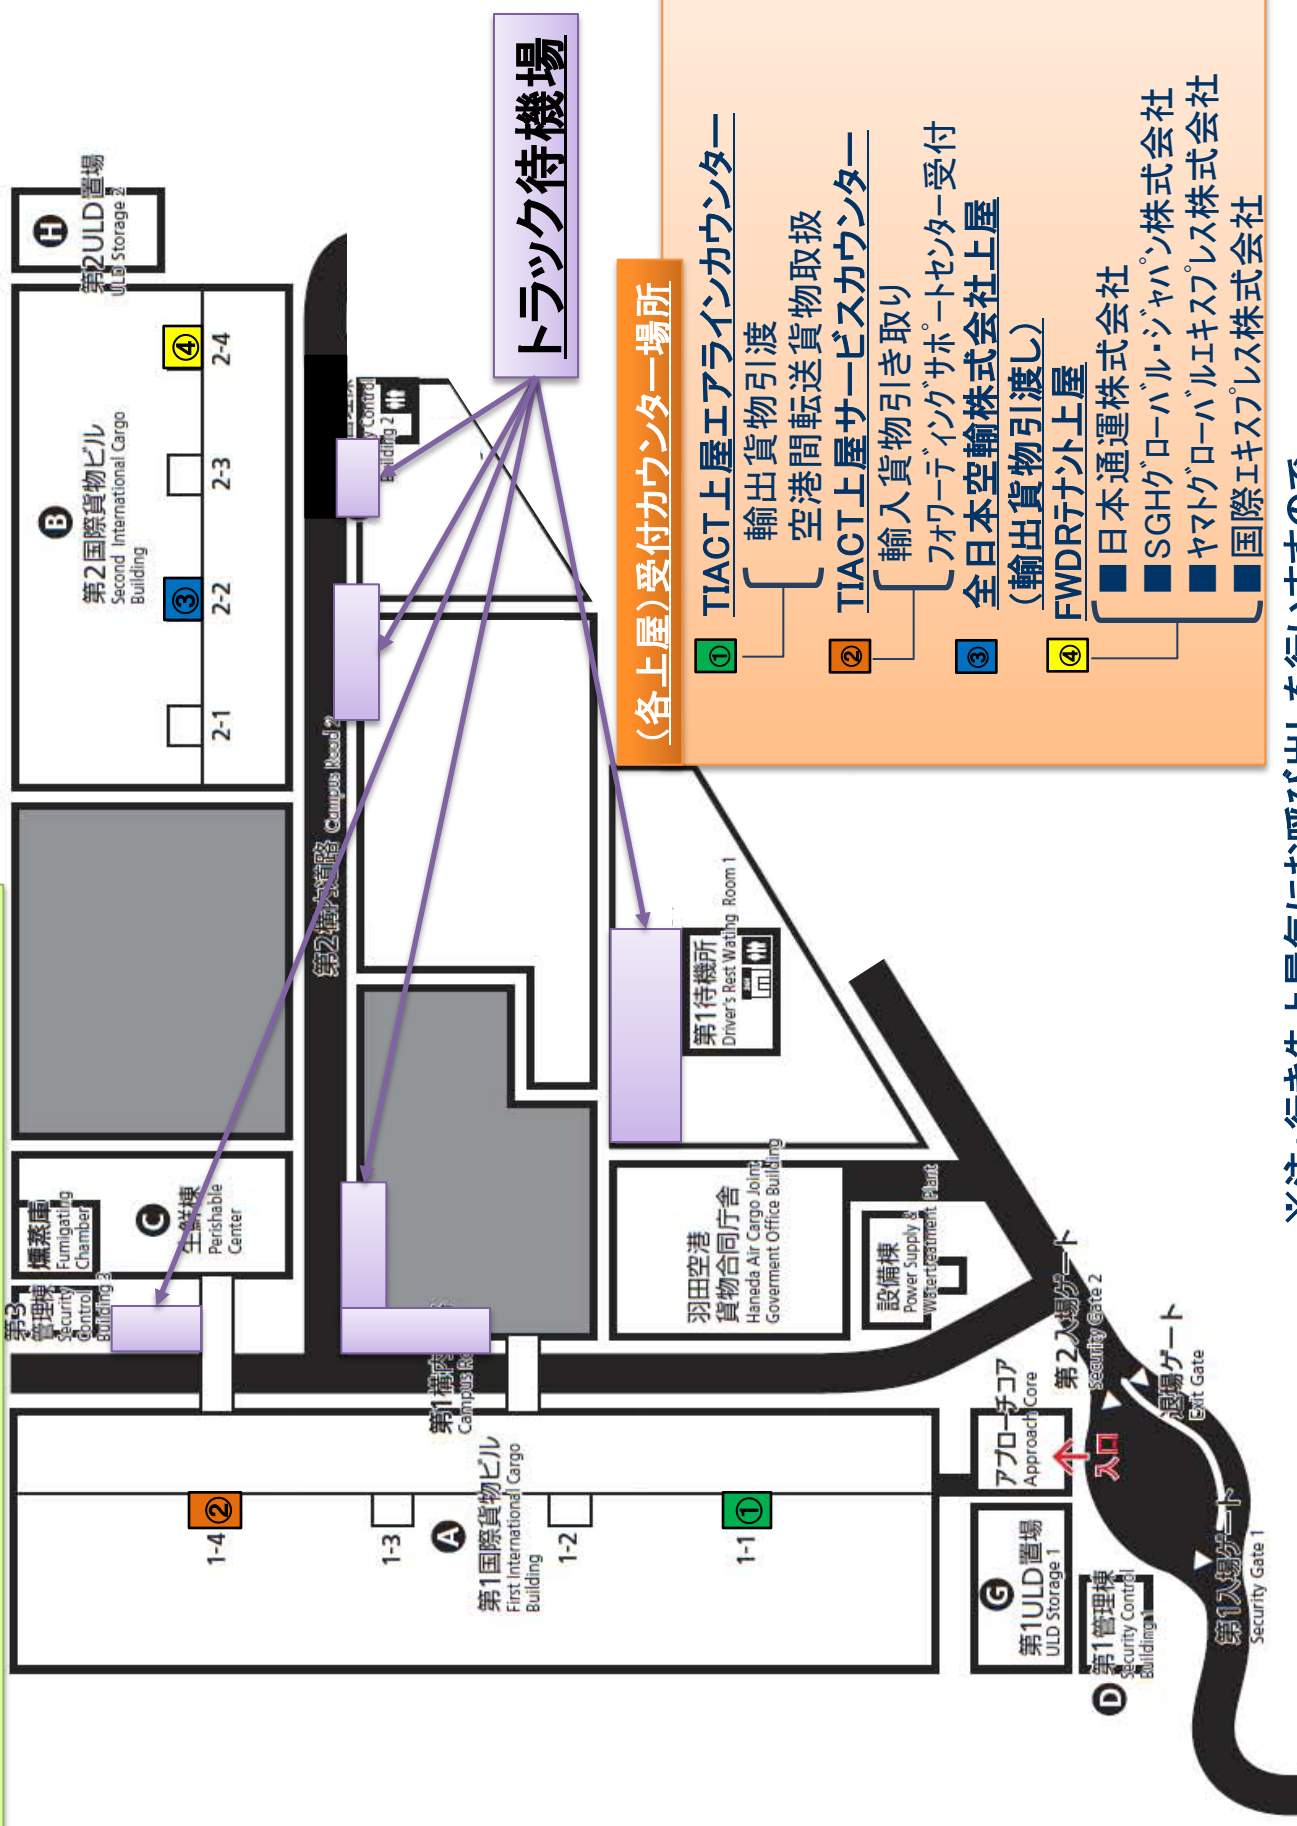 H
第2ULD置場
ULD Storage 2
B
第2国際貨物ビル
Second International Cargo
Building
④
2-4
2-3
③
2-2
2-1
トラック待機場
y Control
Building 2
第2構内道路 Campus Road 2
燻蒸庫
Fumigating
Chamber
C
生鮮棟
Perishable
Center
第3
管理棟
Security
Control
Building 3
第1待機所
Driver's Rest Wating Room 1
羽田空港
貨物合同庁舎
Haneda Air Cargo Joint
Goverment Office Building
設備棟
Power Supply &
Watertreatment Plant
第1構内
Campus Ro
A
第1国際貨物ビル
First International Cargo
Building
②
1-4
1-3
1-2
①
1-1
アプローチコア
Approach Core
入口
G
第1ULD置場
ULD Storage 1
D
第1管理棟
Security Control
Building 1
第2入場ゲート
Security Gate 2
退場ゲート
Exit Gate
第1入場ゲート
Security Gate 1
(各上屋)受付カウンター場所
① TIACT上屋エアラインカウンター
輸出貨物引渡
空港間転送貨物取扱
② TIACT上屋サービスカウンター
輸入貨物引き取り
フォワーディングサポートセンター受付
③ 全日本空輸株式会社上屋
(輸出貨物引渡し)
④ FWDRテナント上屋
■ 日本通運株式会社
■ SGHグローバル・ジャパン株式会社
■ ヤマトグローバルエキスプレス株式会社
■ 国際エキスプレス株式会社